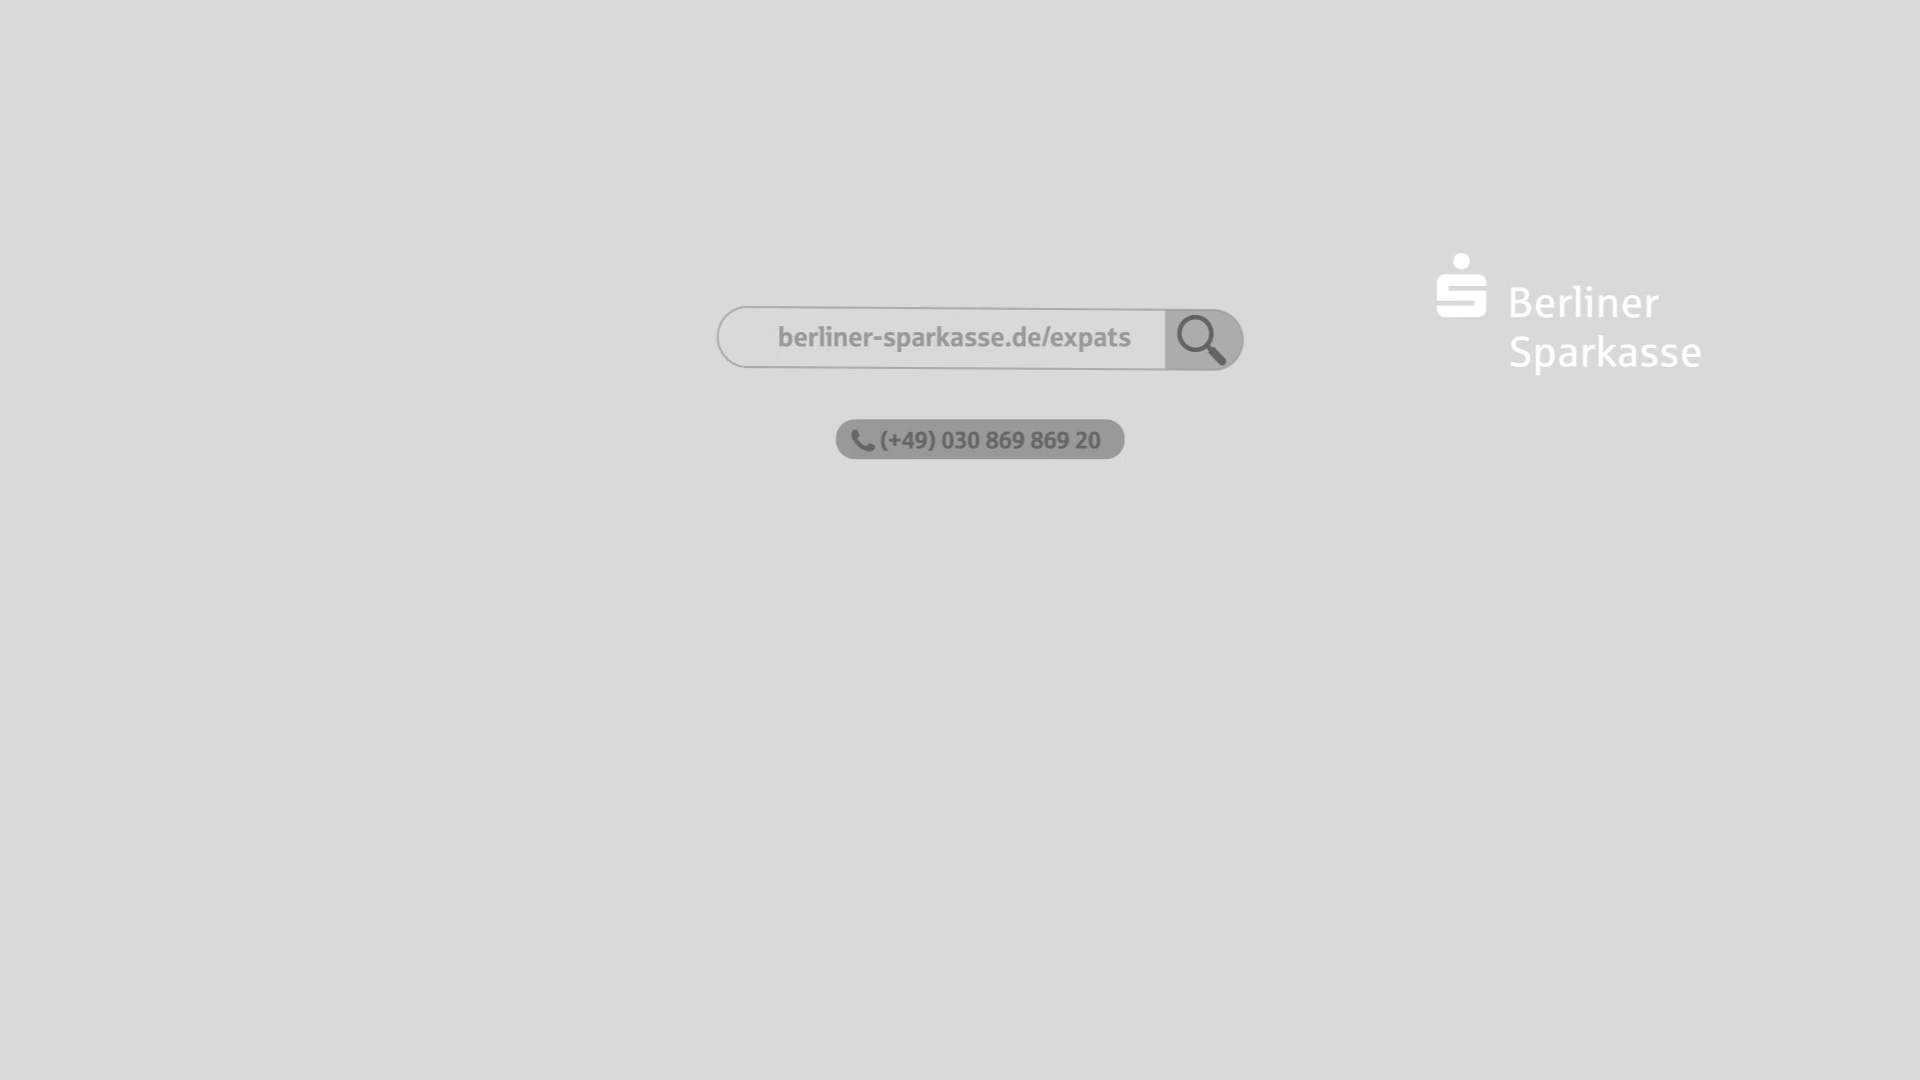 berliner-sparkasse.de/expats
(+49) 030 869 869 20
Berliner
Sparkasse